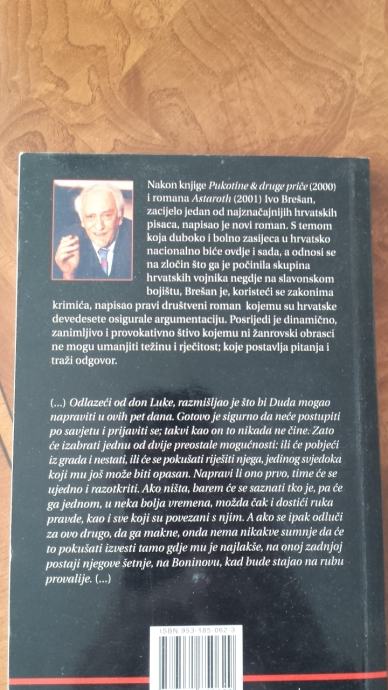 Nakon knjige Pukotine & druge priče (2000)
i romana Astaroth (2001) Ivo Brešan,
zacijelo jedan od najznačajnijih hrvatskih
pisaca, napisao je novi roman. S temom
koja duboko i bolno zasijeca u hrvatsko
nacionalno biće ovdje i sada, a odnosi se
na zločin što ga je počinila skupina
hrvatskih vojnika negdje na slavonskom
bojištu, Brešan je, koristeći se zakonima
krimića, napisao pravi društveni roman kojemu su hrvatske
devedesete osigurale argumentaciju. Posrijedi je dinamično,
zanimljivo i provokativno štivo kojemu ni žanrovski obrasci
ne mogu umanjiti težinu i rječitost; koje postavlja pitanja i
traži odgovor.
(...) Odlazeći od don Luke, razmišljao je što bi Duda mogao
napraviti u ovih pet dana. Gotovo je sigurno da neće postupiti
po savjetu i prijaviti se; takvi kao on to nikada ne čine. Zato
će izabrati jednu od dvije preostale mogućnosti: ili će pobjeći
iz grada i nestati, ili će se pokušati riješiti njega, jedinog svjedoka
koji mu još može biti opasan. Napravi li ono prvo, time će se
ujedno i razotkriti. Ako ništa, barem će se saznati tko je, pa će
ga jednom, u neka bolja vremena, možda čak i dostići ruka
pravde, kao i sve koji su povezani s njim. A ako se ipak odluči
za ovo drugo, da ga makne, onda nema nikakve sumnje da će
to pokušati izvesti tamo gdje mu je najlakše, na onoj zadnjoj
postaji njegove šetnje, na Boninovu, kad bude stajao na rubu
provalije. (...)
ISBN 953-185-062-3